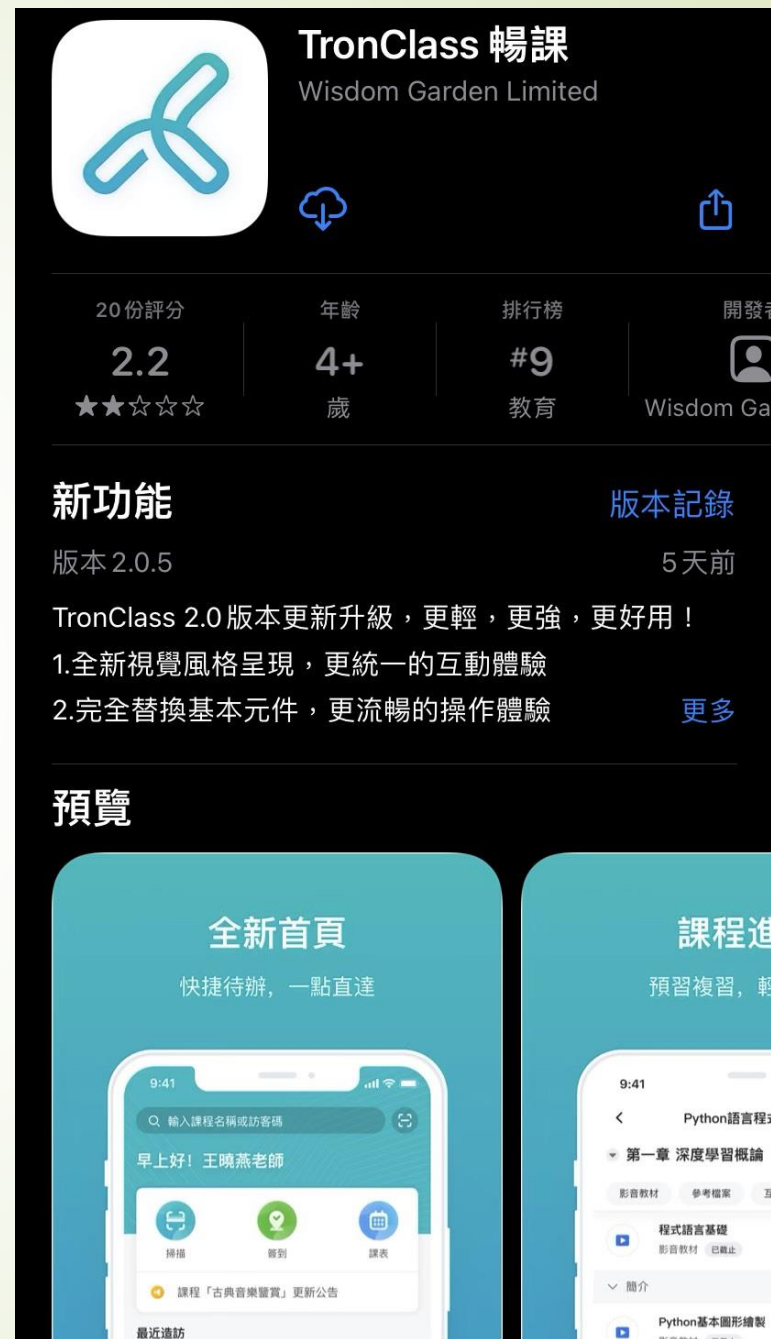 TronClass 暢課
Wisdom Garden Limited
20份評分
年齡
排行榜
開發者
2.2
4+
#9
歲
教育
Wisdom Ga
新功能
版本記錄
版本 2.0.5
5天前
TronClass 2.0版本更新升級，更輕，更強，更好用！
1.全新視覺風格呈現，更統一的互動體驗
2.完全替換基本元件，更流暢的操作體驗
更多
預覽
全新首頁
快捷待辦，一點直達
9:41
輸入課程名稱或訪客碼
早上好！王曉燕老師
掃描
簽到
課表
課程「古典音樂鑒賞」更新公告
最近造訪
課程進
預習複習，輕
9:41
Python語言程式
第一章 深度學習概論
影音教材
參考檔案
互
程式語言基礎
影音教材 已截止
簡介
Python基本圖形繪製